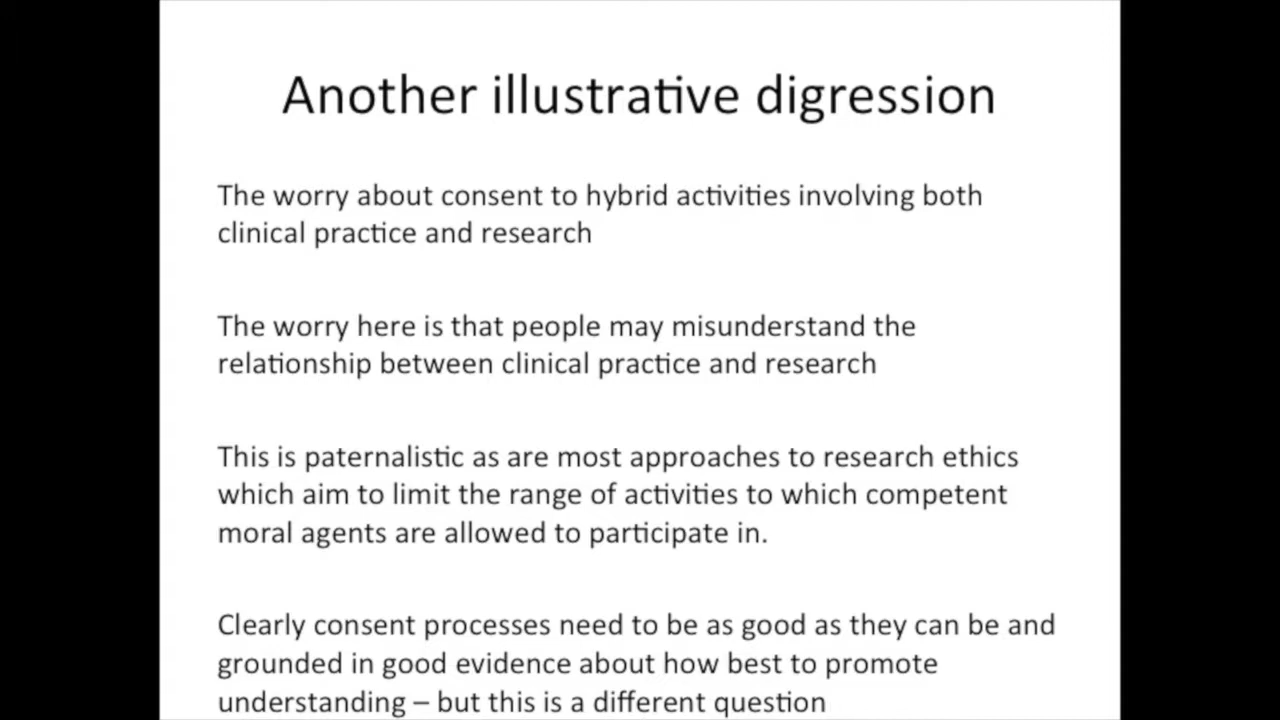 Another illustrative digression
The worry about consent to hybrid activities involving both
clinical practice and research
The worry here is that people may misunderstand the
relationship between clinical practice and research
This is paternalistic as are most approaches to research ethics
which aim to limit the range of activities to which competent
moral agents are allowed to participate in.
Clearly consent processes need to be as good as they can be and
grounded in good evidence about how best to promote
understanding – but this is a different question